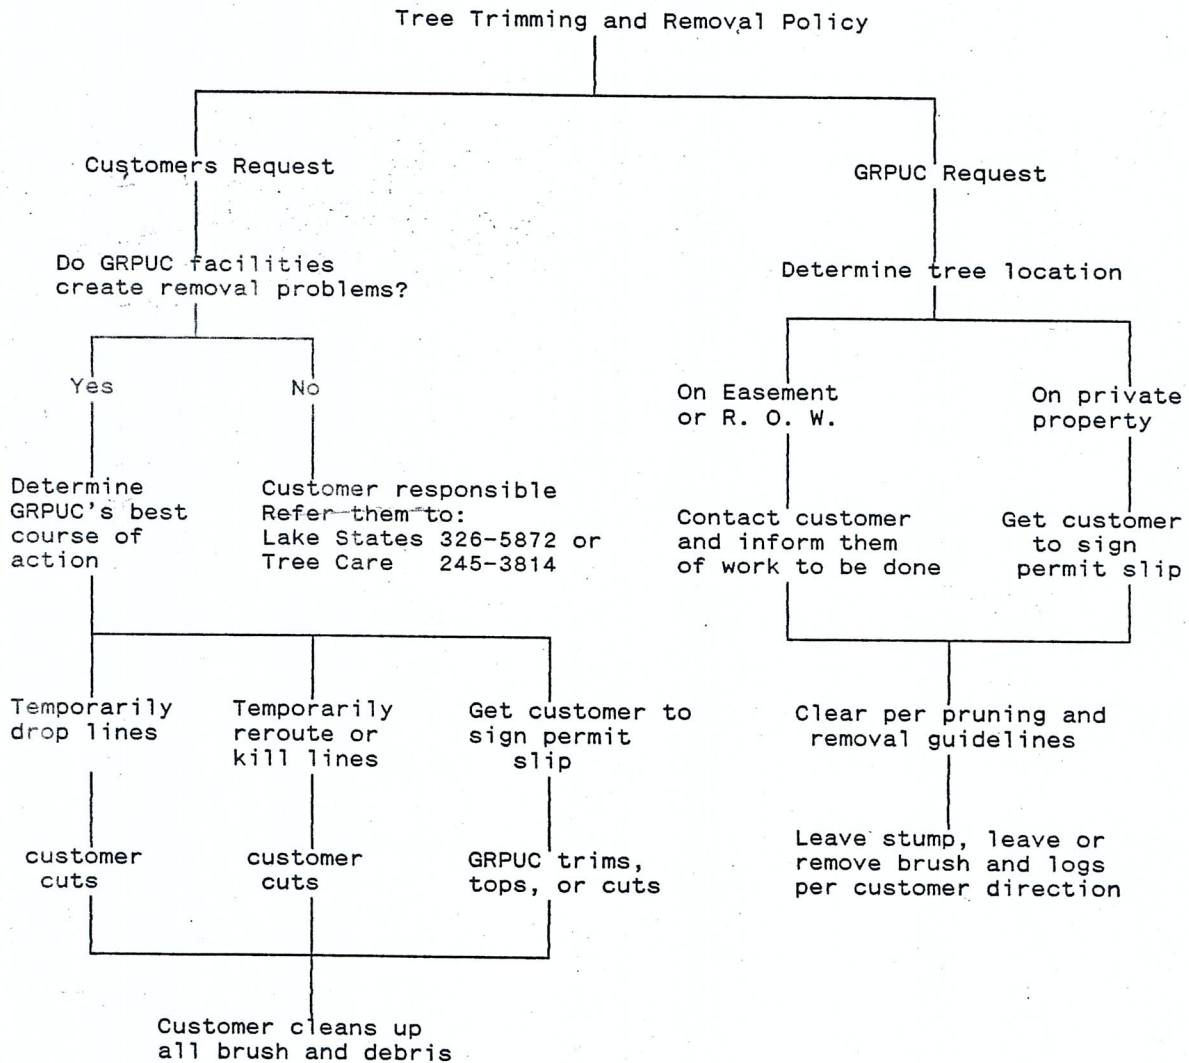 Tree Trimming and Removal Policy
Customers Request
GRPUC Request
Do GRPUC facilities
create removal problems?
Determine tree location
Yes
No
On Easement
or R. O. W.
On private
property
Determine
GRPUC's best
course of
action
Customer responsible
Refer them to:
Lake States 326-5872 or
Tree Care 245-3814
Contact customer
and inform them
of work to be done
Get customer
to sign
permit slip
Temporarily
drop lines
Temporarily
reroute or
kill lines
Get customer to
sign permit
slip
Clear per pruning and
removal guidelines
customer
cuts
customer
cuts
GRPUC trims,
tops, or cuts
Leave stump, leave or
remove brush and logs
per customer direction
Customer cleans up
all brush and debris